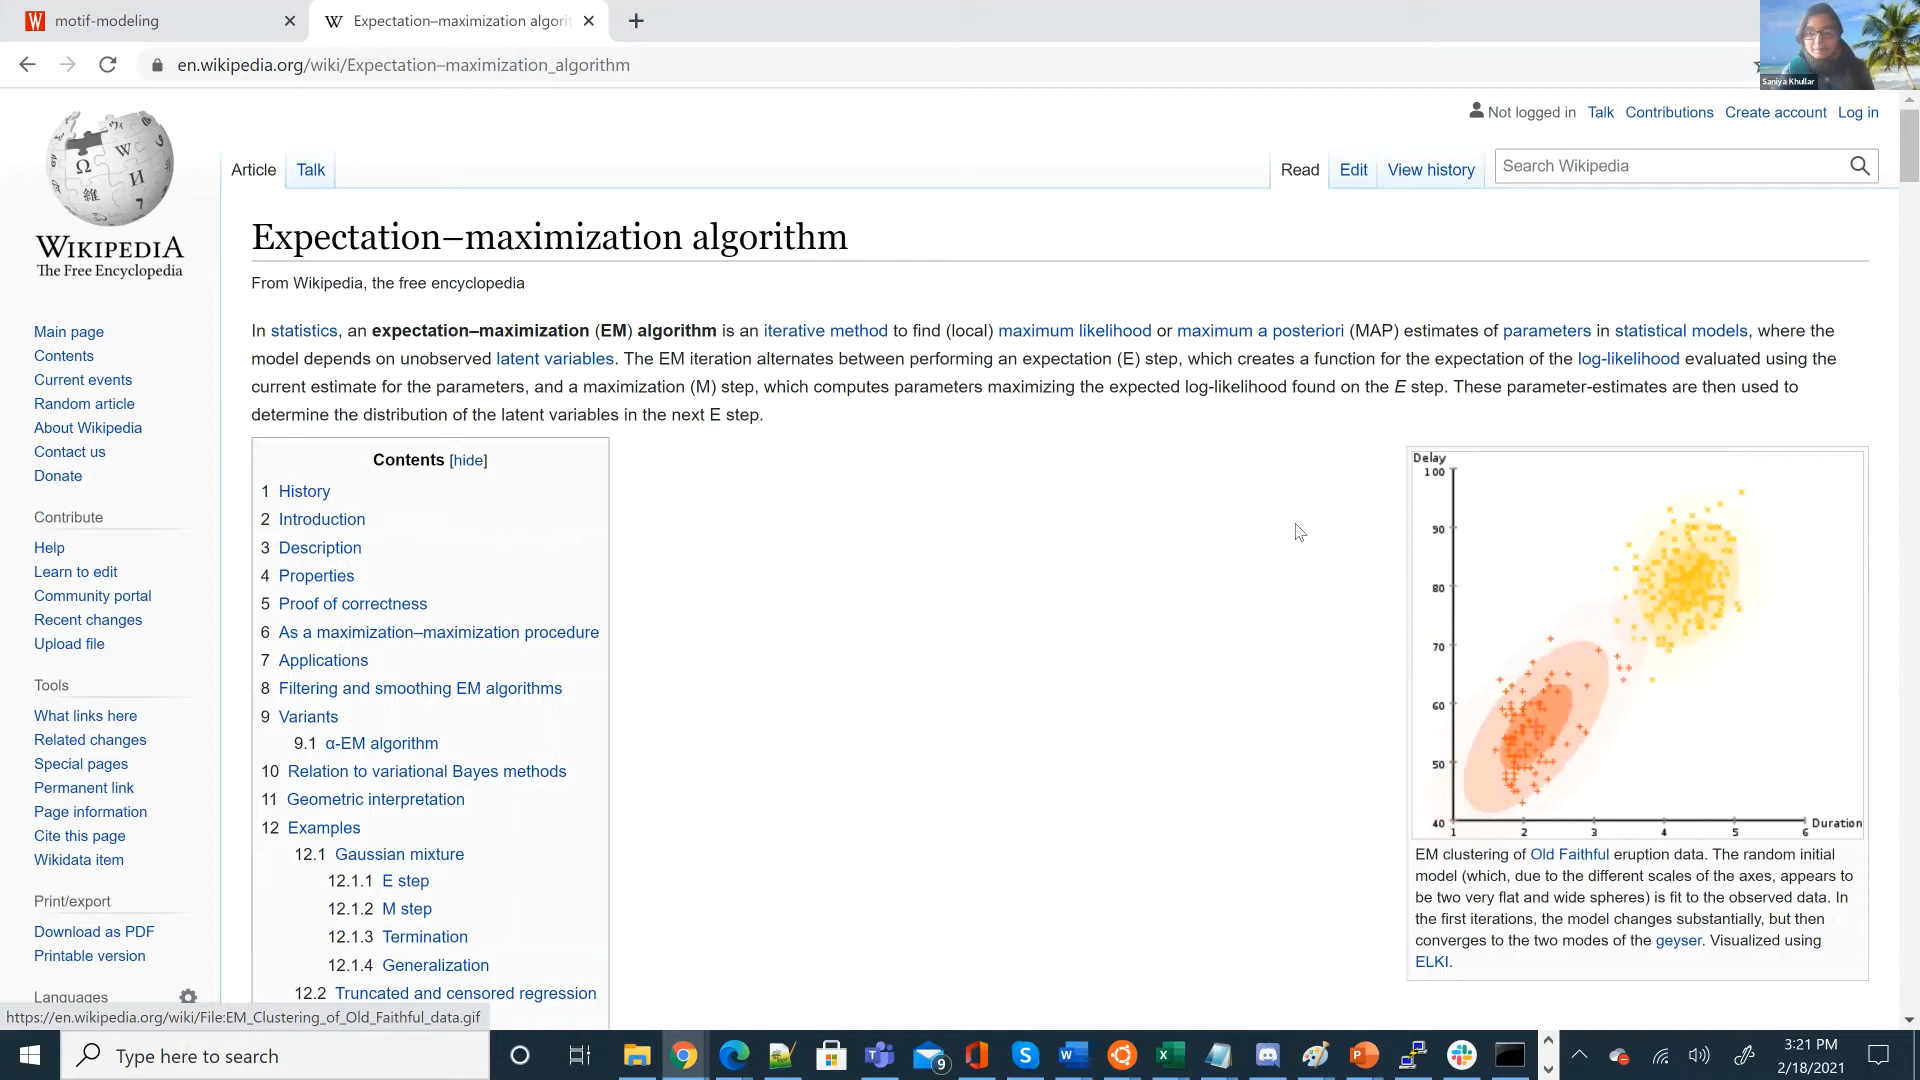 motif-modeling
Expectation–maximization algori
en.wikipedia.org/wiki/Expectation–maximization_algorithm
Saniya Khullar
Not logged in Talk Contributions Create account Log in
Article Talk
Read Edit View history
Search Wikipedia
WIKIPEDIA
The Free Encyclopedia
Main page
Contents
Current events
Random article
About Wikipedia
Contact us
Donate
Contribute
Help
Learn to edit
Community portal
Recent changes
Upload file
Tools
What links here
Related changes
Special pages
Permanent link
Page information
Cite this page
Wikidata item
Print/export
Download as PDF
Printable version
Languages
Expectation–maximization algorithm
From Wikipedia, the free encyclopedia
In statistics, an expectation–maximization (EM) algorithm is an iterative method to find (local) maximum likelihood or maximum a posteriori (MAP) estimates of parameters in statistical models, where the
model depends on unobserved latent variables. The EM iteration alternates between performing an expectation (E) step, which creates a function for the expectation of the log-likelihood evaluated using the
current estimate for the parameters, and a maximization (M) step, which computes parameters maximizing the expected log-likelihood found on the E step. These parameter-estimates are then used to
determine the distribution of the latent variables in the next E step.
Contents [hide]
1 History
2 Introduction
3 Description
4 Properties
5 Proof of correctness
6 As a maximization–maximization procedure
7 Applications
8 Filtering and smoothing EM algorithms
9 Variants
9.1 α-EM algorithm
10 Relation to variational Bayes methods
11 Geometric interpretation
12 Examples
12.1 Gaussian mixture
12.1.1 E step
12.1.2 M step
12.1.3 Termination
12.1.4 Generalization
12.2 Truncated and censored regression
Delay
100
90
80
70
60
50
40
1 2 3 4 5 6
Duration
EM clustering of Old Faithful eruption data. The random initial
model (which, due to the different scales of the axes, appears to
be two very flat and wide spheres) is fit to the observed data. In
the first iterations, the model changes substantially, but then
converges to the two modes of the geyser. Visualized using
ELKI.
https://en.wikipedia.org/wiki/File:EM_Clustering_of_Old_Faithful_data.gif
Type here to search
9
3:21 PM
2/18/2021